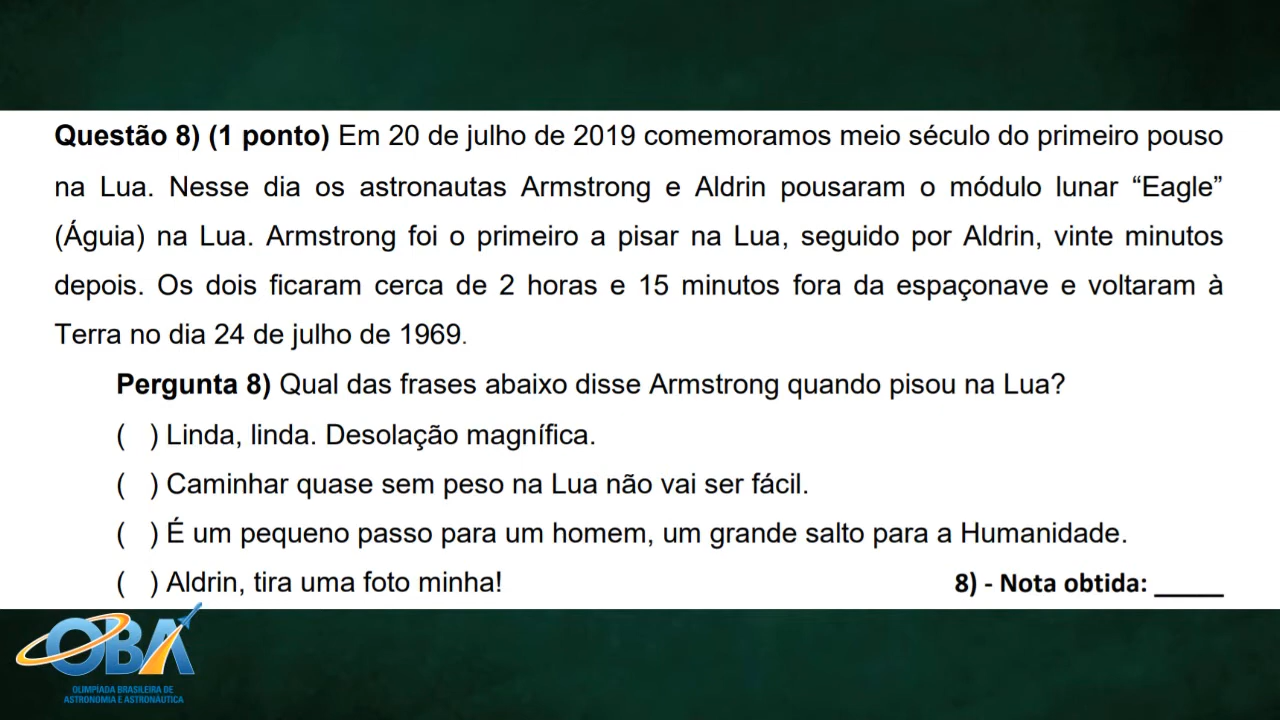 Questão 8) (1 ponto) Em 20 de julho de 2019 comemoramos meio século do primeiro pouso
na Lua. Nesse dia os astronautas Armstrong e Aldrin pousaram o módulo lunar “Eagle”
(Águia) na Lua. Armstrong foi o primeiro a pisar na Lua, seguido por Aldrin, vinte minutos
depois. Os dois ficaram cerca de 2 horas e 15 minutos fora da espaçonave e voltaram à
Terra no dia 24 de julho de 1969.
Pergunta 8) Qual das frases abaixo disse Armstrong quando pisou na Lua?
( ) Linda, linda. Desolação magnífica.
( ) Caminhar quase sem peso na Lua não vai ser fácil.
( ) É um pequeno passo para um homem, um grande salto para a Humanidade.
( ) Aldrin, tira uma foto minha! 8) - Nota obtida: _____
OBA
OLIMPÍADA BRASILEIRA DE
ASTRONOMIA E ASTRONÁUTICA